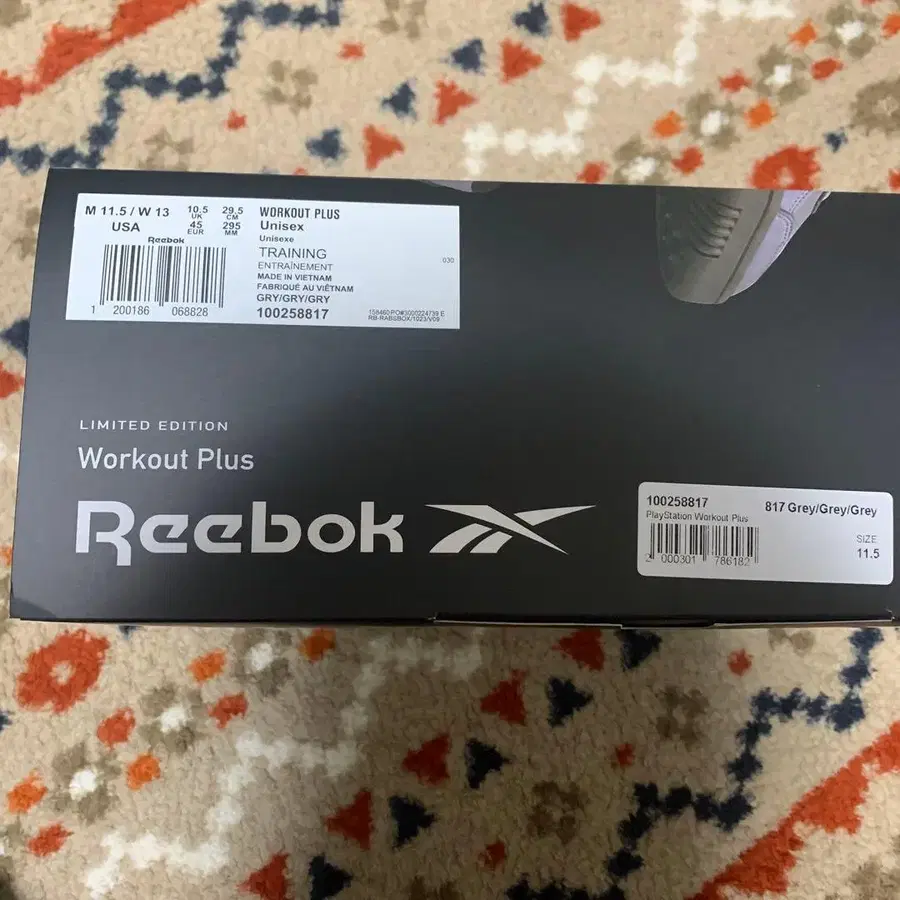 M 11.5 / W 13
USA
10.5
UK
45
EUR
29.5
CM
295
MM
Reebok
1 200186 068828
WORKOUT PLUS
Unisex
Unisexe
TRAINING
ENTRAÎNEMENT
MADE IN VIETNAM
FABRIQUÉ AU VIÊTNAM
GRY/GRY/GRY
100258817
030
LIMITED EDITION
Workout Plus
Reebok
100258817
817 Grey/Grey/Grey
PlayStation Workout Plus
2 000301 786182
SIZE
11.5